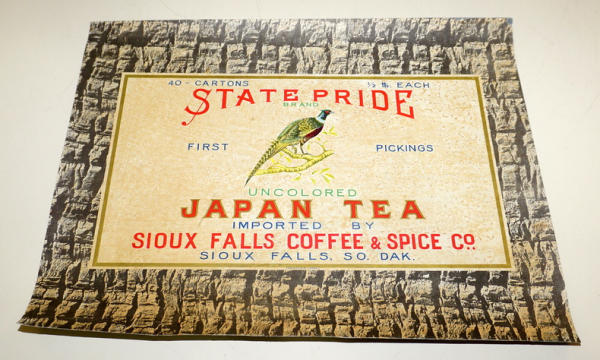 40 - CARTONS ½ ℔. EACH
STATE PRIDE
BRAND
FIRST PICKINGS
UNCOLORED
JAPAN TEA
IMPORTED BY
SIOUX FALLS COFFEE & SPICE Co.
SIOUX FALLS, SO. DAK.